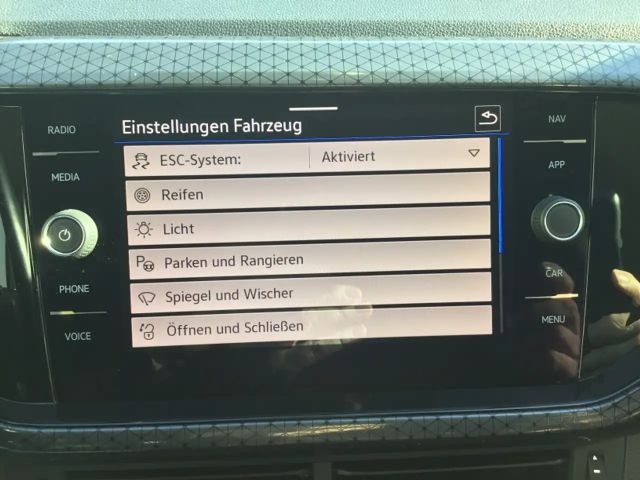 RADIO
MEDIA
PHONE
VOICE
Einstellungen Fahrzeug
ESC-System: Aktiviert
Reifen
Licht
P Parken und Rangieren
Spiegel und Wischer
Öffnen und Schließen
NAV
APP
CAR
MENU